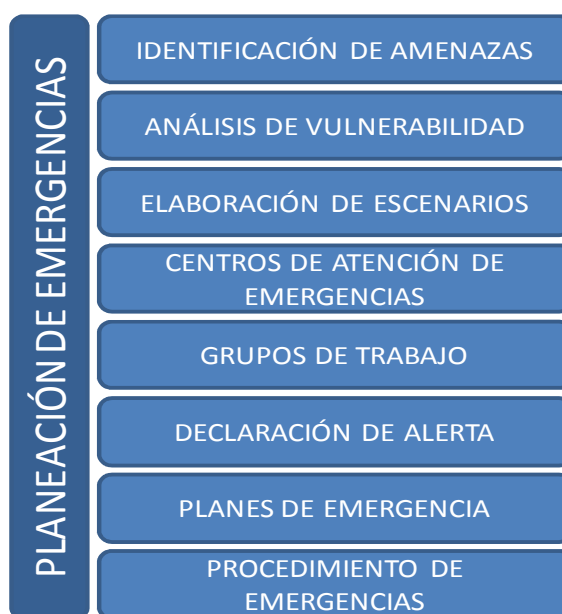 PLANEACIÓN DE EMERGENCIAS
IDENTIFICACIÓN DE AMENAZAS
ANÁLISIS DE VULNERABILIDAD
ELABORACIÓN DE ESCENARIOS
CENTROS DE ATENCIÓN DE
EMERGENCIAS
GRUPOS DE TRABAJO
DECLARACIÓN DE ALERTA
PLANES DE EMERGENCIA
PROCEDIMIENTO DE
EMERGENCIAS